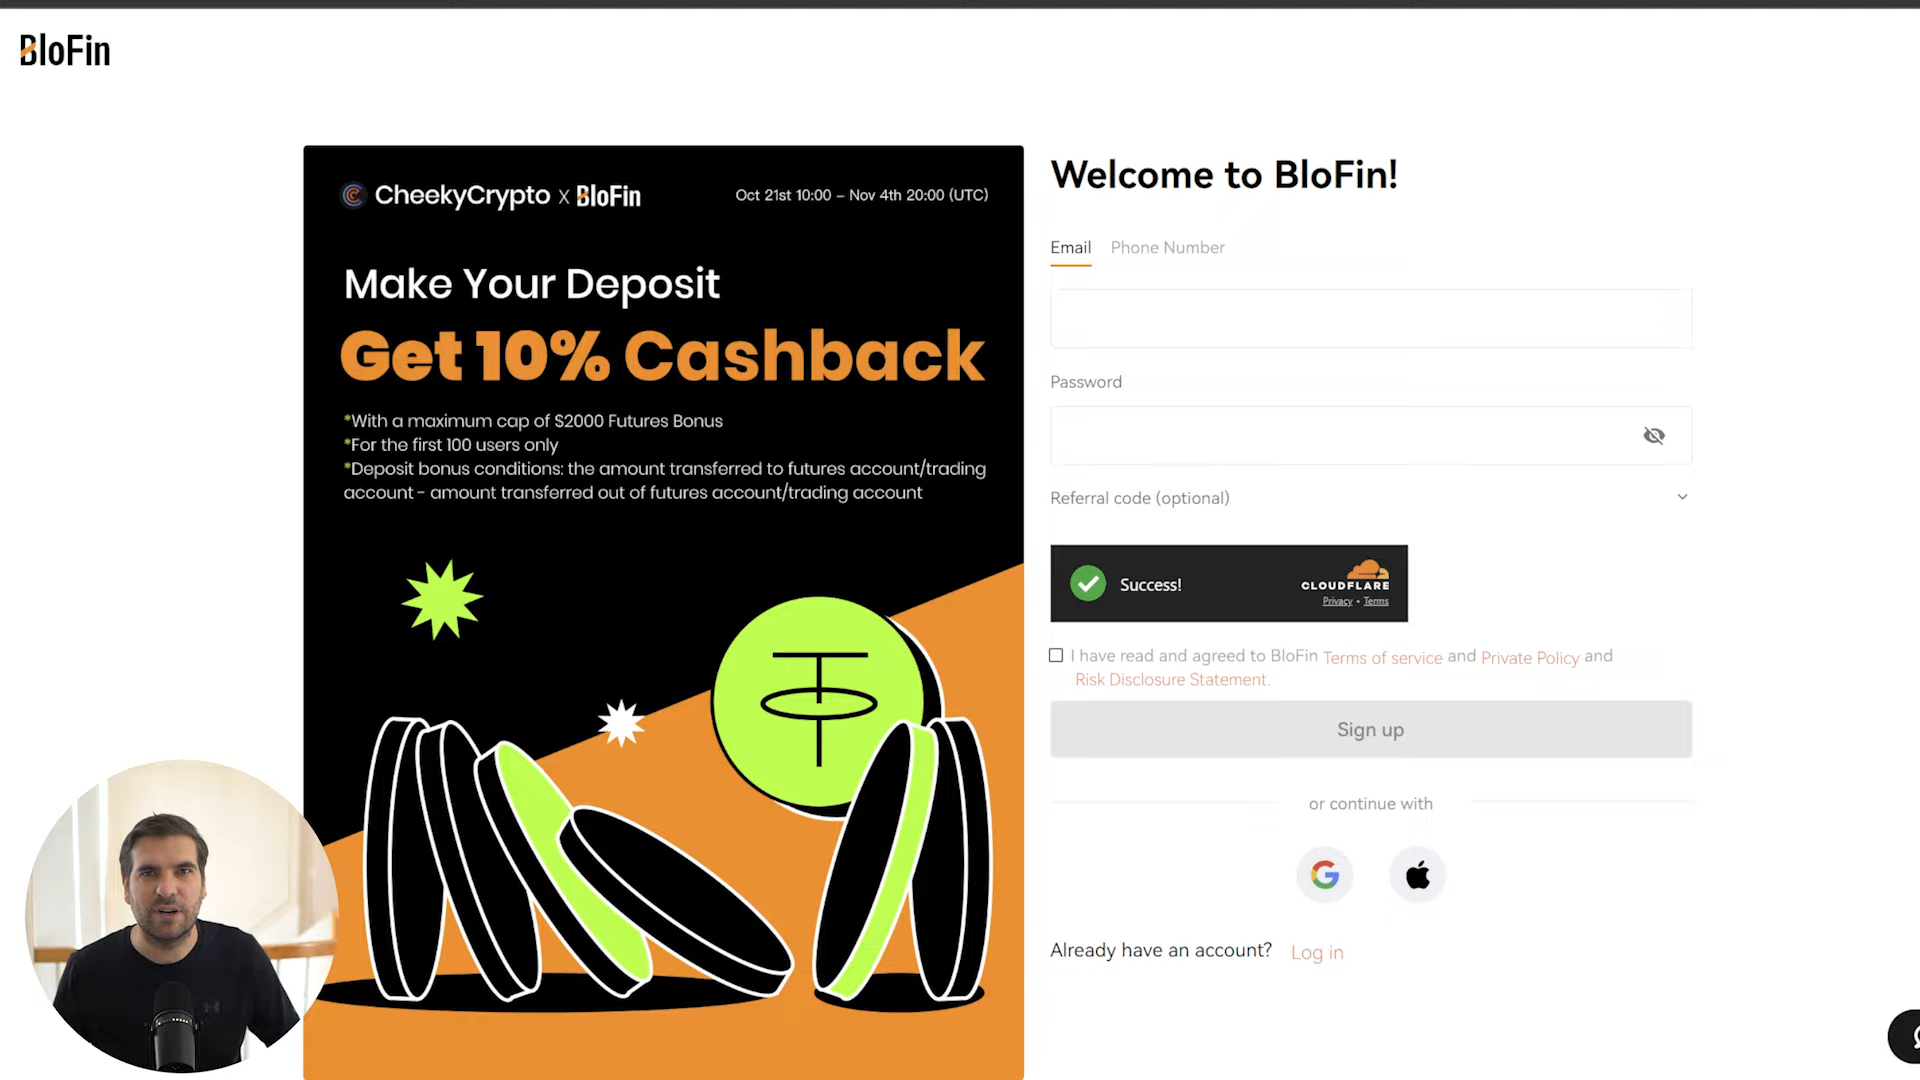 BloFin
CheekyCrypto x BloFin
Oct 21st 10:00 – Nov 4th 20:00 (UTC)
Make Your Deposit
Get 10% Cashback
*With a maximum cap of $2000 Futures Bonus
*For the first 100 users only
*Deposit bonus conditions: the amount transferred to futures account/trading
account - amount transferred out of futures account/trading account
Welcome to BloFin!
Email Phone Number
Password
Referral code (optional)
Success!
CLOUDFLARE
Privacy • Terms
I have read and agreed to BloFin Terms of service and Private Policy and
Risk Disclosure Statement.
Sign up
or continue with
Already have an account? Log in